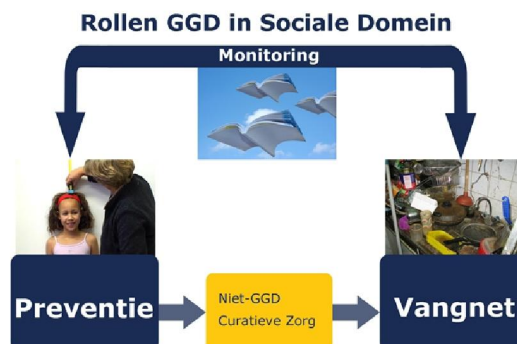 Rollen GGD in Sociale Domein
Monitoring
Preventie
Niet-GGD
Curatieve Zorg
Vangnet